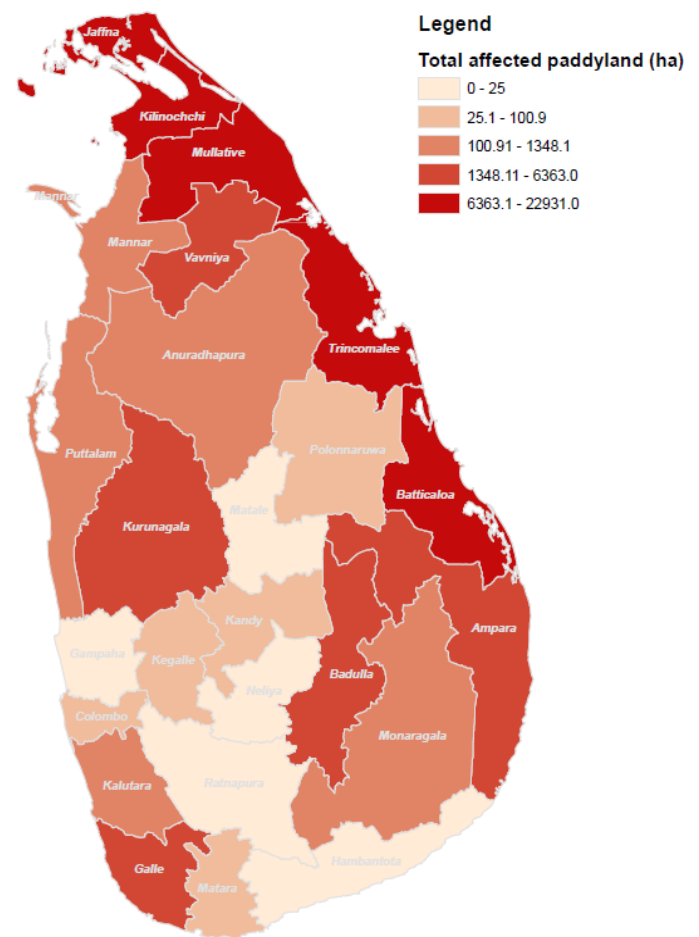 Legend
Total affected paddyland (ha)
0 - 25
25.1 - 100.9
100.91 - 1348.1
1348.11 - 6363.0
6363.1 - 22931.0
Jaffna
Kilinochchi
Mullative
Mannar
Mannar
Vavniya
Anuradhapura
Trincomalee
Puttalam
Polonnaruwa
Batticaloa
Matale
Kurunagala
Kandy
Ampara
Gampaha
Kegalle
Badulla
Neliya
Colombo
Monaragala
Kalutara
Ratnapura
Galle
Hambantota
Matara